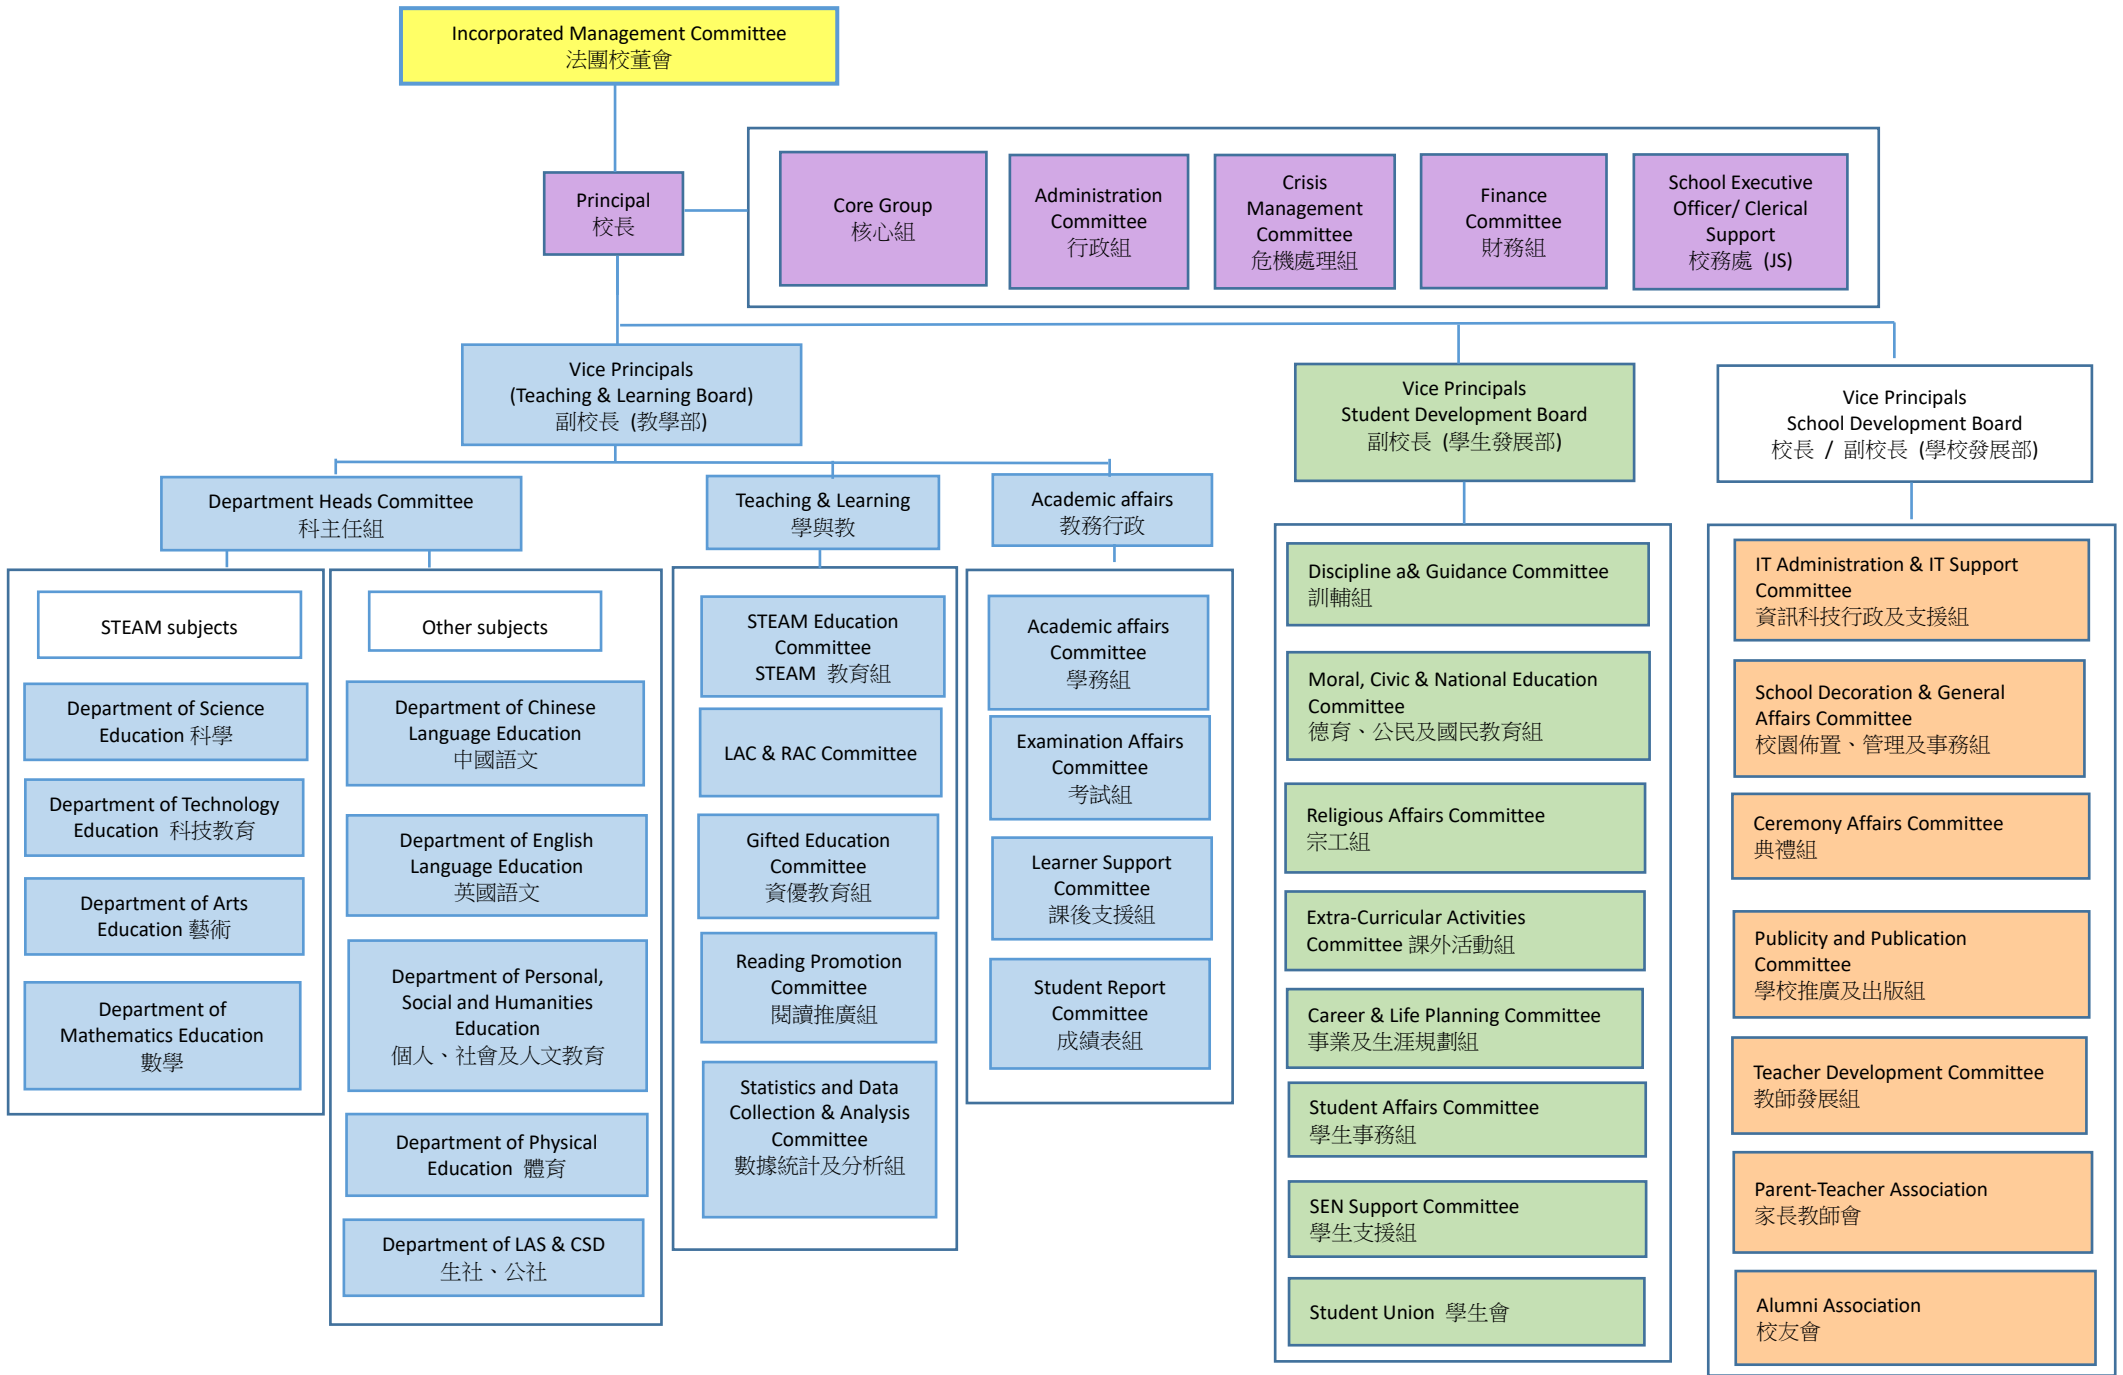 Incorporated Management Committee
法團校董會
Principal
校長
Core Group
核心組
Administration
Committee
行政組
Crisis
Management
Committee
危機處理組
Finance
Committee
財務組
School Executive
Officer/ Clerical
Support
校務處 (JS)
Vice Principals
(Teaching & Learning Board)
副校長 (教學部)
Vice Principals
Student Development Board
副校長 (學生發展部)
Vice Principals
School Development Board
校長 / 副校長 (學校發展部)
Department Heads Committee
科主任組
Teaching & Learning
學與教
Academic affairs
教務行政
STEAM subjects
Department of Science
Education 科學
Department of Technology
Education 科技教育
Department of Arts
Education 藝術
Department of
Mathematics Education
數學
Other subjects
Department of Chinese
Language Education
中國語文
Department of English
Language Education
英國語文
Department of Personal,
Social and Humanities
Education
個人、社會及人文教育
Department of Physical
Education 體育
Department of LAS & CSD
生社、公社
STEAM Education
Committee
STEAM 教育組
LAC & RAC Committee
Gifted Education
Committee
資優教育組
Reading Promotion
Committee
閱讀推廣組
Statistics and Data
Collection & Analysis
Committee
數據統計及分析組
Academic affairs
Committee
學務組
Examination Affairs
Committee
考試組
Learner Support
Committee
課後支援組
Student Report
Committee
成績表組
Discipline a& Guidance Committee
訓輔組
Moral, Civic & National Education
Committee
德育、公民及國民教育組
Religious Affairs Committee
宗工組
Extra-Curricular Activities
Committee 課外活動組
Career & Life Planning Committee
事業及生涯規劃組
Student Affairs Committee
學生事務組
SEN Support Committee
學生支援組
Student Union 學生會
IT Administration & IT Support
Committee
資訊科技行政及支援組
School Decoration & General
Affairs Committee
校園佈置、管理及事務組
Ceremony Affairs Committee
典禮組
Publicity and Publication
Committee
學校推廣及出版組
Teacher Development Committee
教師發展組
Parent-Teacher Association
家長教師會
Alumni Association
校友會